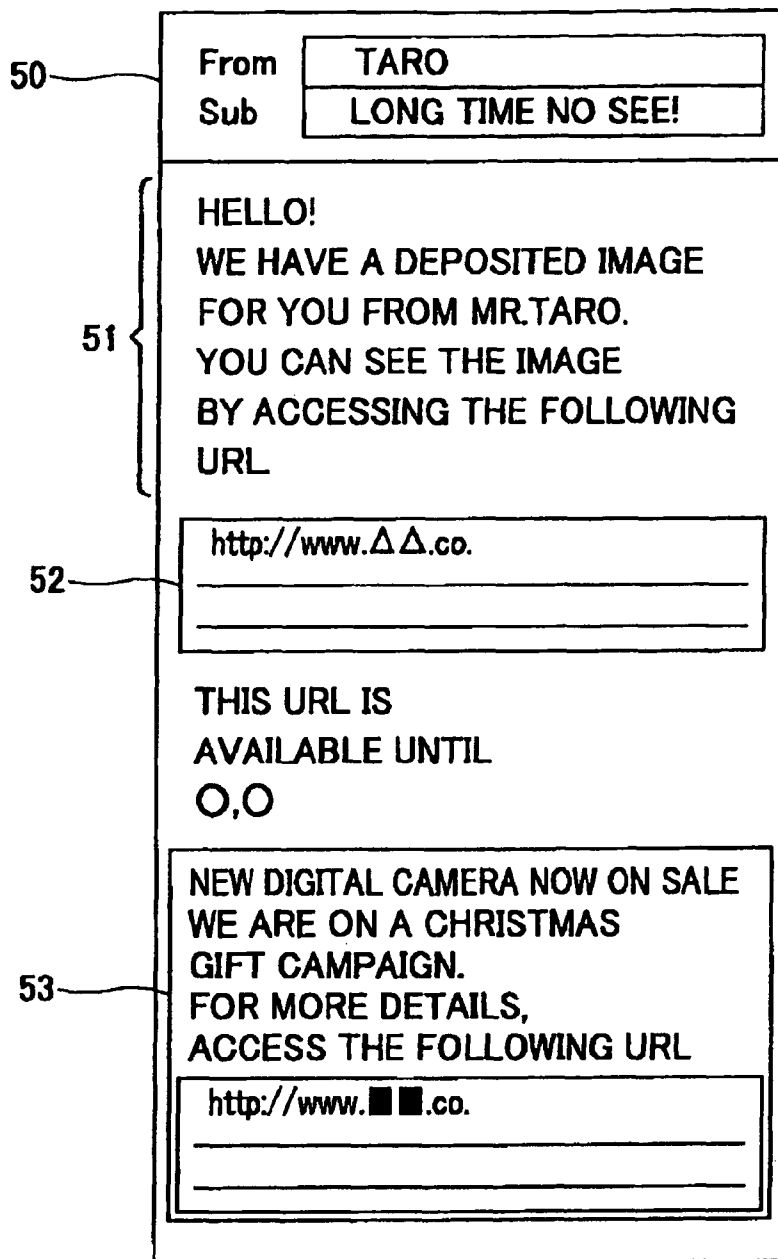 50
From TARO
Sub LONG TIME NO SEE!
51
HELLO!
WE HAVE A DEPOSITED IMAGE
FOR YOU FROM MR.TARO.
YOU CAN SEE THE IMAGE
BY ACCESSING THE FOLLOWING
URL
52
http://www.△△.co.
THIS URL IS
AVAILABLE UNTIL
○,○
53
NEW DIGITAL CAMERA NOW ON SALE
WE ARE ON A CHRISTMAS
GIFT CAMPAIGN.
FOR MORE DETAILS,
ACCESS THE FOLLOWING URL
http://www.■■.co.